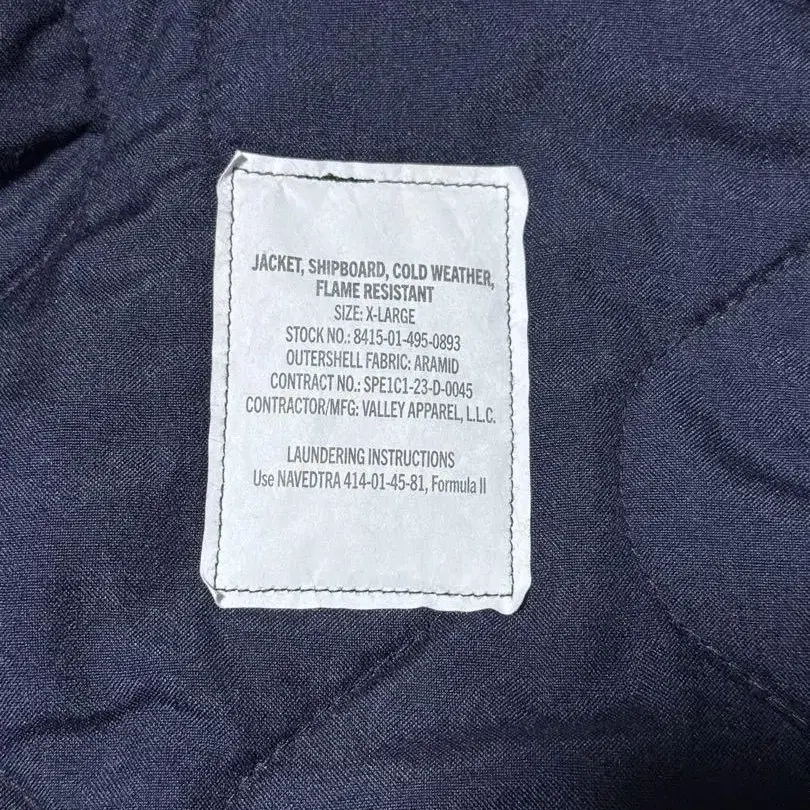 JACKET, SHIPBOARD, COLD WEATHER,
FLAME RESISTANT
SIZE: X-LARGE
STOCK NO.: 8415-01-495-0893
OUTERSHELL FABRIC: ARAMID
CONTRACT NO.: SPE1C1-23-D-0045
CONTRACTOR/MFG: VALLEY APPAREL, L.L.C.
LAUNDERING INSTRUCTIONS
Use NAVEDTRA 414-01-45-81, Formula II